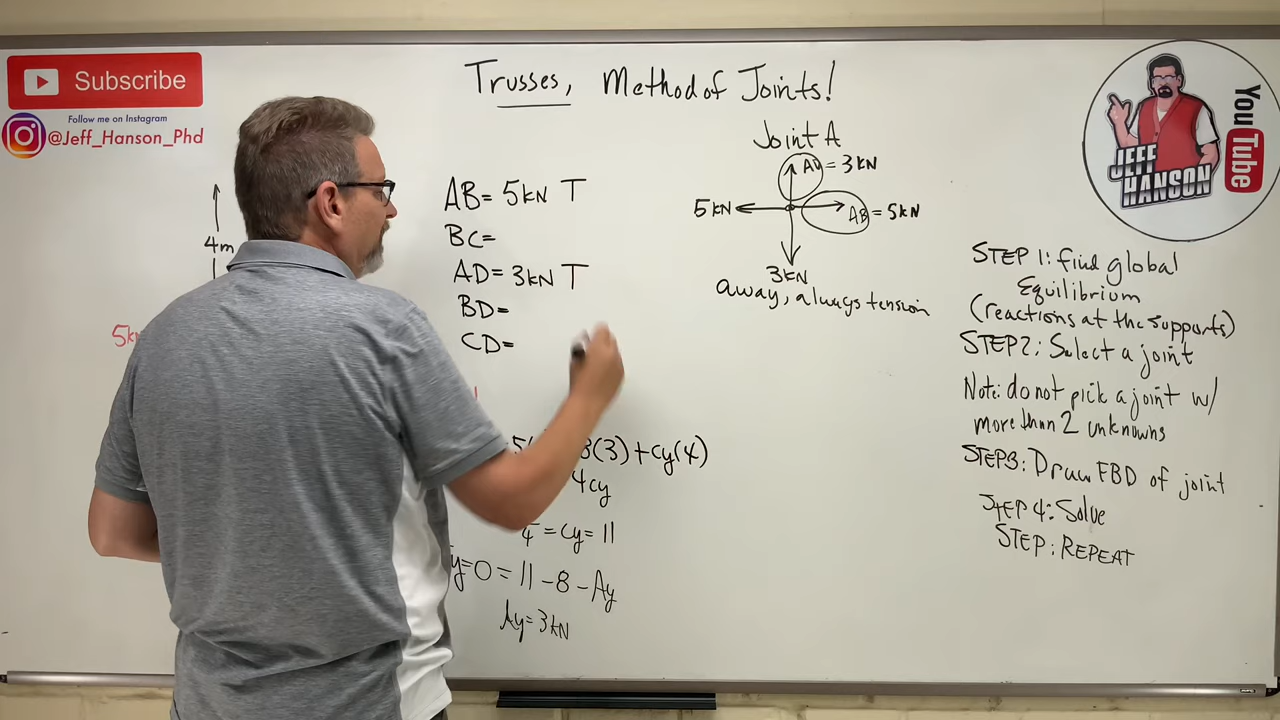 Subscribe
Follow me on Instagram
@Jeff_Hanson_Phd
Trusses, Method of Joints!
YouTube
JEFF
HANSON
4m
AB= 5kN T
BC=
AD= 3kN T
BD=
CD=
Joint A
AD = 3kN
5kN
AB = 5kN
3kN
away, always tension
STEP 1: find global
Equilibrium
(reactions at the supports)
STEP2: Select a joint
Note: do not pick a joint w/
more than 2 unknowns
STEP3: Draw FBD of joint
STEP 4: Solve
STEP: REPEAT
(3) + Cy(4)
4Cy
= Cy = 11
y=0 = 11 - 8 - Ay
Ay= 3kN